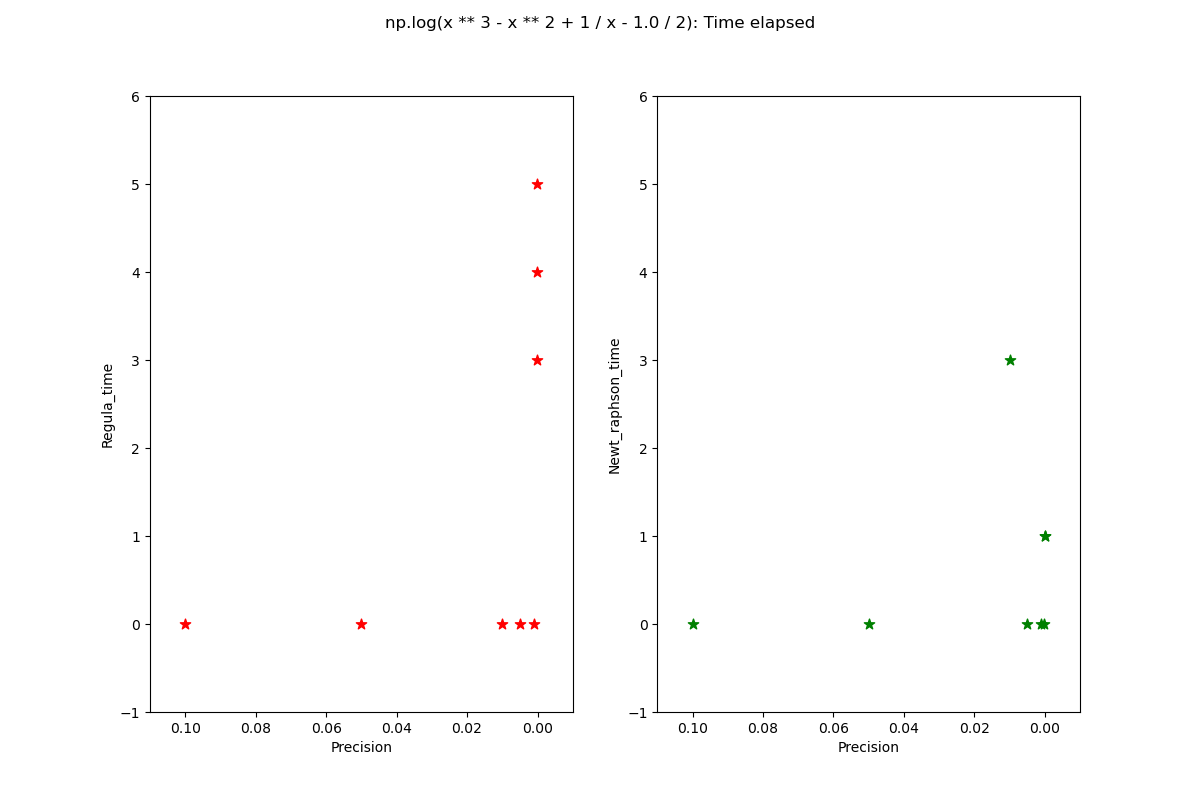 np.log(x ** 3 - x ** 2 + 1 / x - 1.0 / 2): Time elapsed
6
5
4
3
2
1
0
−1
Regula_time
0.10 0.08 0.06 0.04 0.02 0.00
Precision
6
5
4
3
2
1
0
−1
Newt_raphson_time
0.10 0.08 0.06 0.04 0.02 0.00
Precision